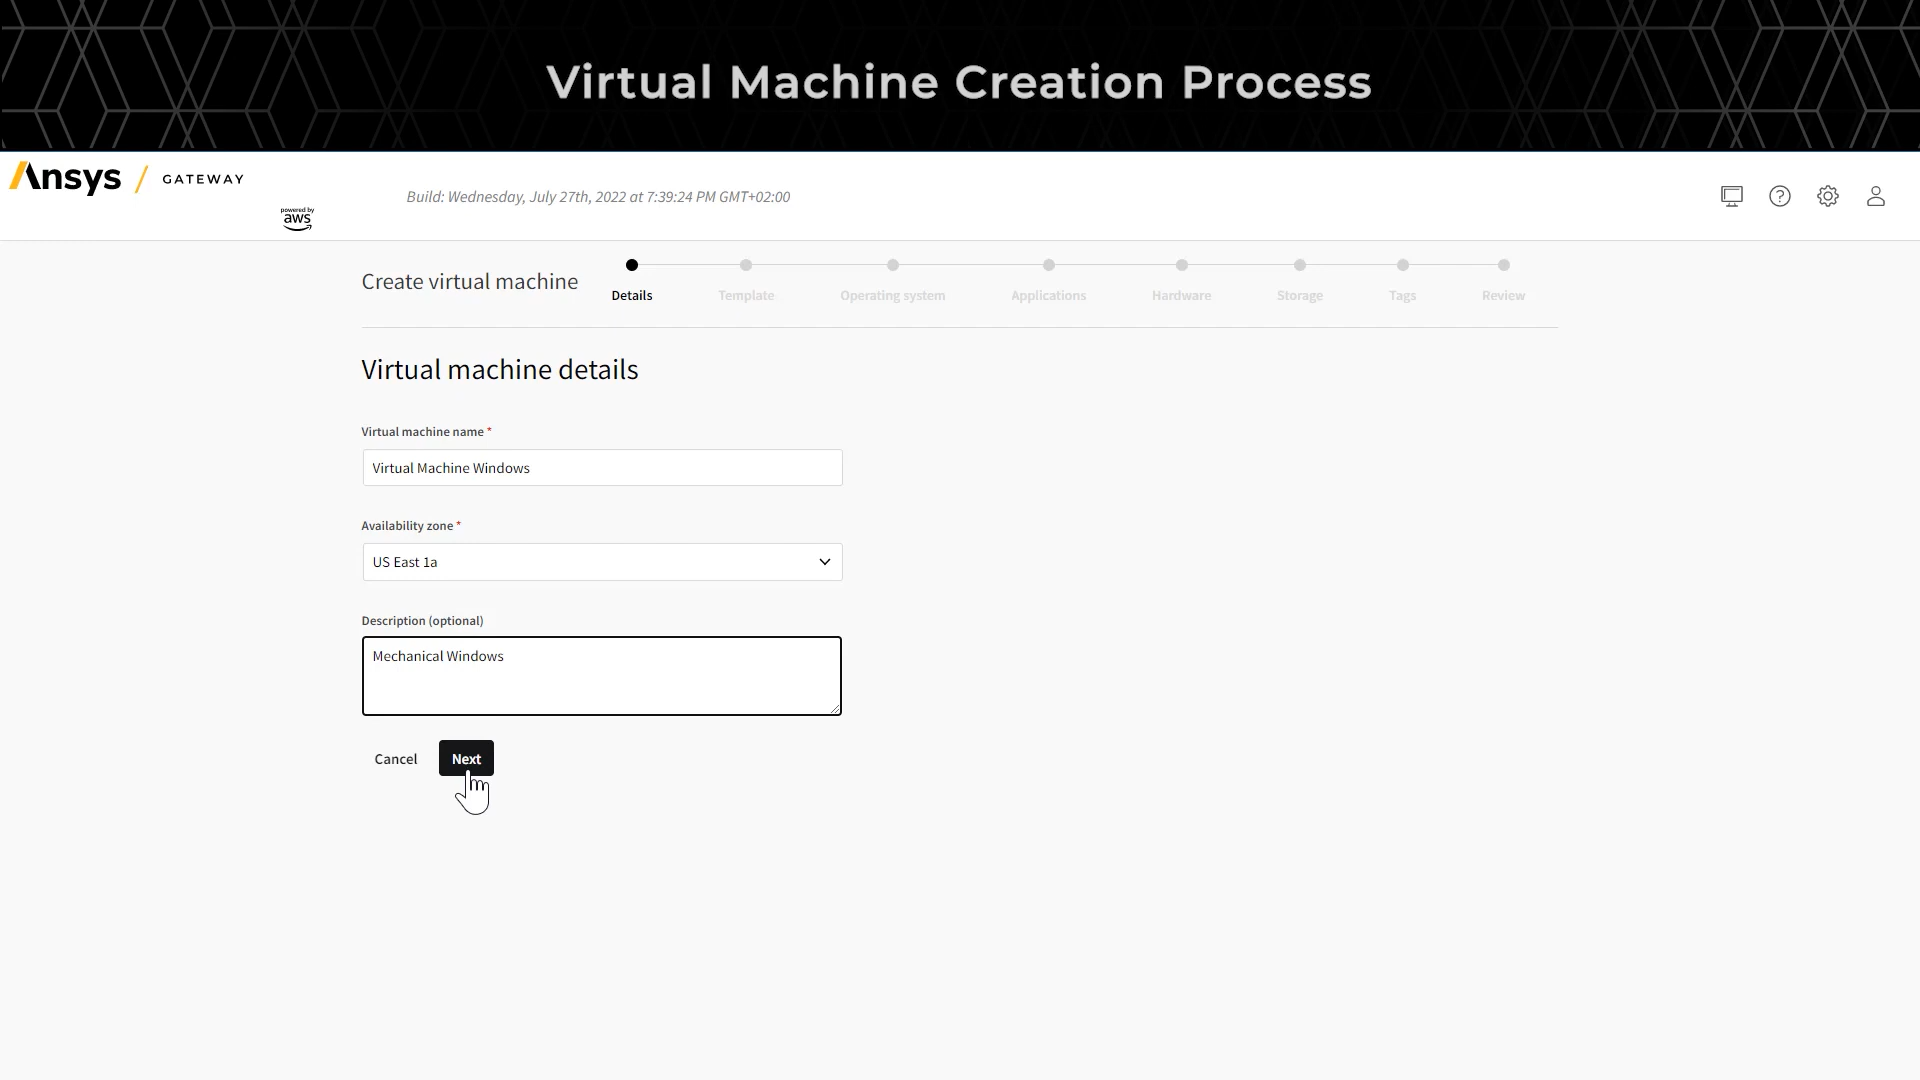 Virtual Machine Creation Process
Ansys / GATEWAY
powered by
aws
Build: Wednesday, July 27th, 2022 at 7:39:24 PM GMT+02:00
Create virtual machine
Details Template Operating system Applications Hardware Storage Tags Review
Virtual machine details
Virtual machine name *
Virtual Machine Windows
Availability zone *
US East 1a
Description (optional)
Mechanical Windows
Cancel Next